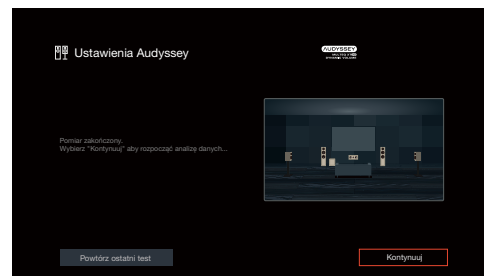 Ustawienia Audyssey
AUDYSSEY
Pomiar zakończony.
Wybierz "Kontynuuj" aby rozpocząć analizę danych...
Powtórz ostatni test
Kontynuuj